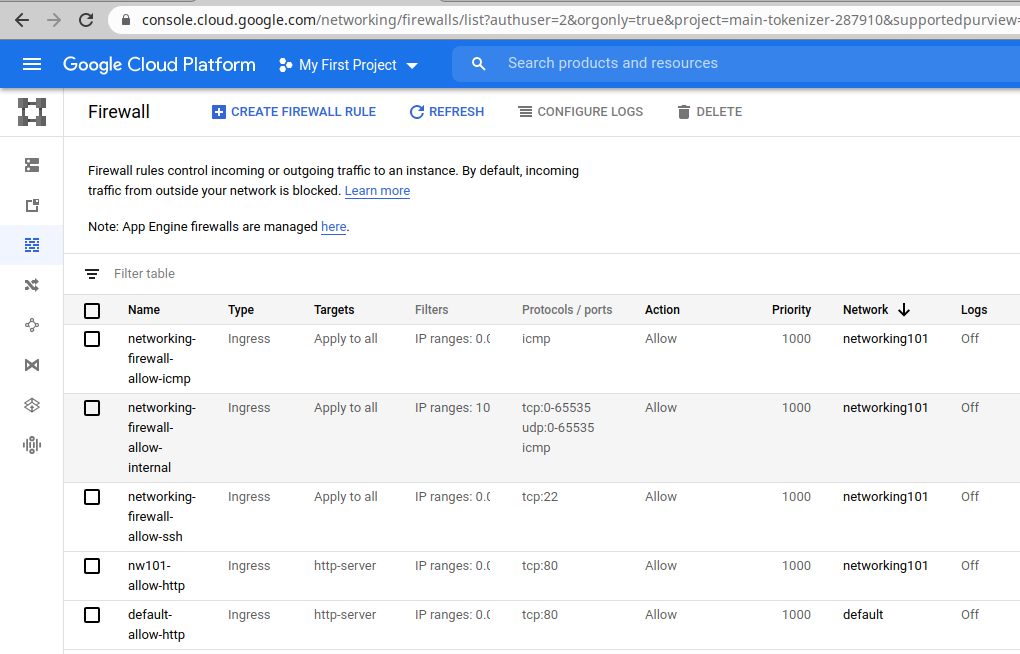 console.cloud.google.com/networking/firewalls/list?authuser=2&orgonly=true&project=main-tokenizer-287910&supportedpurview=
Google Cloud Platform My First Project Search products and resources
Firewall CREATE FIREWALL RULE REFRESH CONFIGURE LOGS DELETE
Firewall rules control incoming or outgoing traffic to an instance. By default, incoming
traffic from outside your network is blocked. Learn more
Note: App Engine firewalls are managed here.
Filter table
Name Type Targets Filters Protocols / ports Action Priority Network Logs
networking- Ingress Apply to all IP ranges: 0.0 icmp Allow 1000 networking101 Off
firewall-
allow-icmp
networking- Ingress Apply to all IP ranges: 10 tcp:0-65535 Allow 1000 networking101 Off
firewall- udp:0-65535
allow- icmp
internal
networking- Ingress Apply to all IP ranges: 0.0 tcp:22 Allow 1000 networking101 Off
firewall-
allow-ssh
nw101- Ingress http-server IP ranges: 0.0 tcp:80 Allow 1000 networking101 Off
allow-http
default- Ingress http-server IP ranges: 0.0 tcp:80 Allow 1000 default Off
allow-http